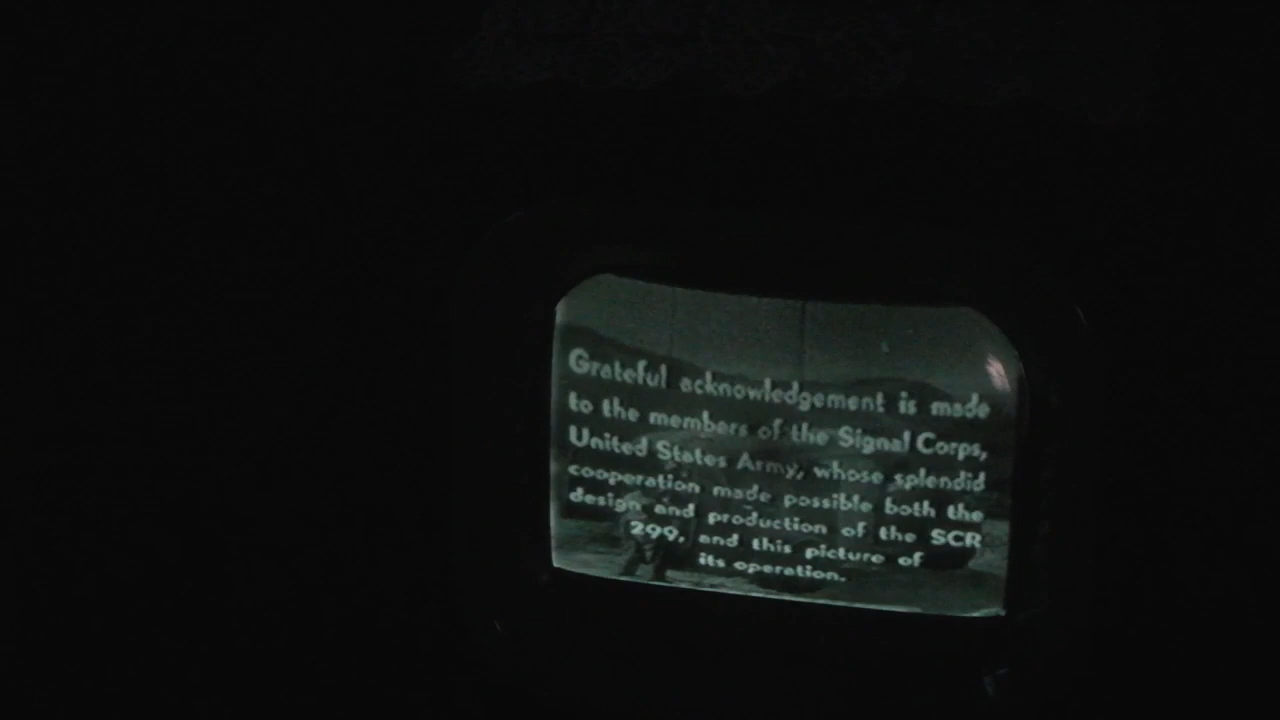 Grateful acknowledgement is made
to the members of the Signal Corps,
United States Army, whose splendid
cooperation made possible both the
design and production of the SCR
299, and this picture of
its operation.